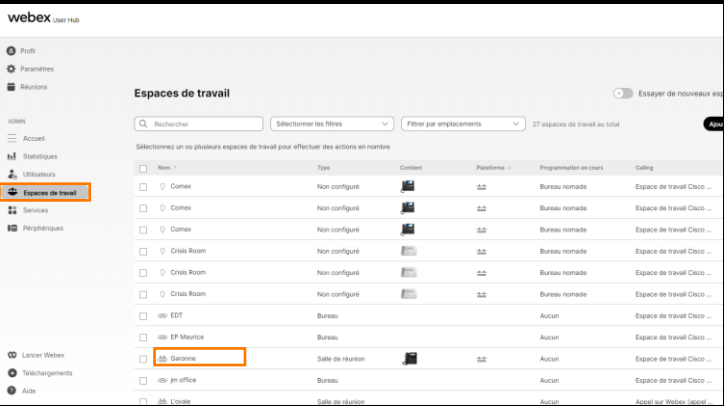 webex User Hub
Profil
Paramètres
Réunions
ADMIN
Accueil
Statistiques
Utilisateurs
Espaces de travail
Services
Périphériques
Lancer Webex
Téléchargements
Aide
Espaces de travail
Essayer de nouveaux esp
Rechercher
Sélectionner les filtres
Filtrer par emplacements
27 espaces de travail au total
Ajou
Sélectionnez un ou plusieurs espaces de travail pour effectuer des actions en nombre
Nom Type Content Plateforme Programmation en cours Calling
Comex Non configuré Bureau nomade Espace de travail Cisco ...
Comex Non configuré Bureau nomade Espace de travail Cisco ...
Comex Non configuré Bureau nomade Espace de travail Cisco ...
Crisis Room Non configuré Bureau nomade Espace de travail Cisco ...
Crisis Room Non configuré Bureau nomade Espace de travail Cisco ...
Crisis Room Non configuré Bureau nomade Espace de travail Cisco ...
EDT Bureau Aucun Espace de travail Cisco ...
EP Maurice Bureau Aucun Espace de travail Cisco ...
Garonne Salle de réunion Aucun Espace de travail Cisco ...
jm office Bureau Aucun Espace de travail Cisco ...
L'ovale Salle de réunion Aucun Appel sur Webex (appel ...